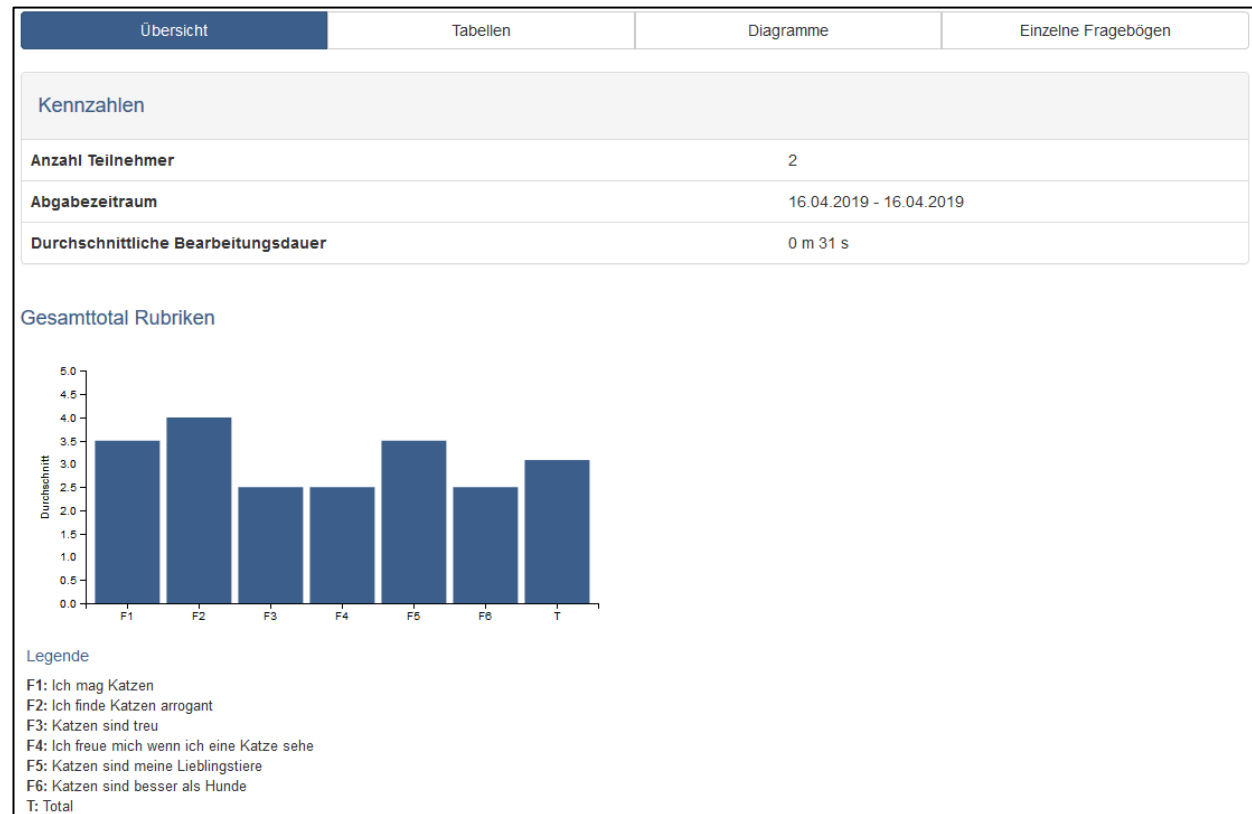 Übersicht Tabellen Diagramme Einzelne Fragebögen
Kennzahlen
Anzahl Teilnehmer 2
Abgabezeitraum 16.04.2019 - 16.04.2019
Durchschnittliche Bearbeitungsdauer 0 m 31 s
Gesamttotal Rubriken
5.0
4.5
4.0
3.5
3.0
2.5
2.0
1.5
1.0
0.5
0.0
Durchschnitt
F1 F2 F3 F4 F5 F6 T
Legende
F1: Ich mag Katzen
F2: Ich finde Katzen arrogant
F3: Katzen sind treu
F4: Ich freue mich wenn ich eine Katze sehe
F5: Katzen sind meine Lieblingstiere
F6: Katzen sind besser als Hunde
T: Total